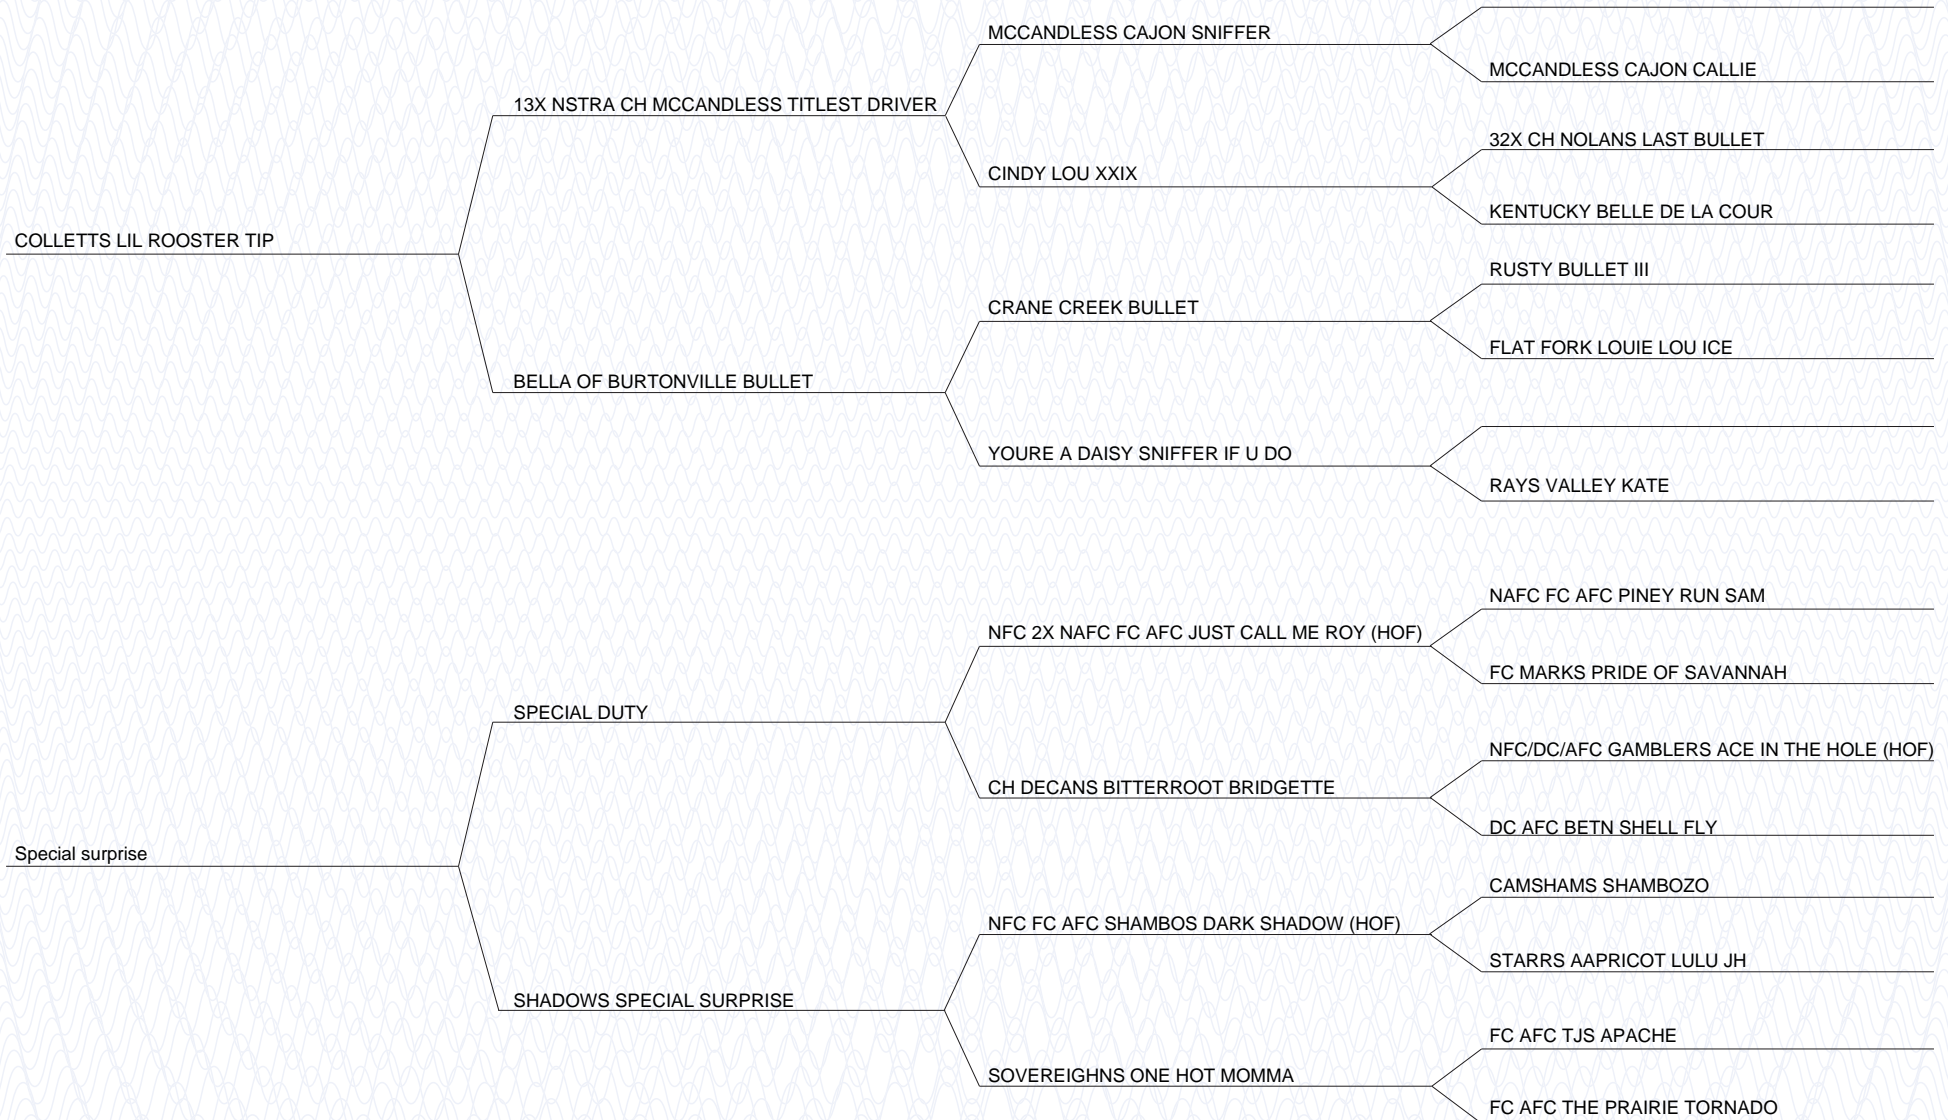 MCCANDLESS CAJON SNIFFER
MCCANDLESS CAJON CALLIE
13X NSTRA CH MCCANDLESS TITLEST DRIVER
32X CH NOLANS LAST BULLET
CINDY LOU XXIX
KENTUCKY BELLE DE LA COUR
COLLETTS LIL ROOSTER TIP
RUSTY BULLET III
CRANE CREEK BULLET
FLAT FORK LOUIE LOU ICE
BELLA OF BURTONVILLE BULLET
YOURE A DAISY SNIFFER IF U DO
RAYS VALLEY KATE
NAFC FC AFC PINEY RUN SAM
NFC 2X NAFC FC AFC JUST CALL ME ROY (HOF)
FC MARKS PRIDE OF SAVANNAH
SPECIAL DUTY
NFC/DC/AFC GAMBLERS ACE IN THE HOLE (HOF)
CH DECANS BITTERROOT BRIDGETTE
DC AFC BETN SHELL FLY
Special surprise
CAMSHAMS SHAMBOZO
NFC FC AFC SHAMBOS DARK SHADOW (HOF)
STARRS AAPRICOT LULU JH
SHADOWS SPECIAL SURPRISE
FC AFC TJS APACHE
SOVEREIGHNS ONE HOT MOMMA
FC AFC THE PRAIRIE TORNADO